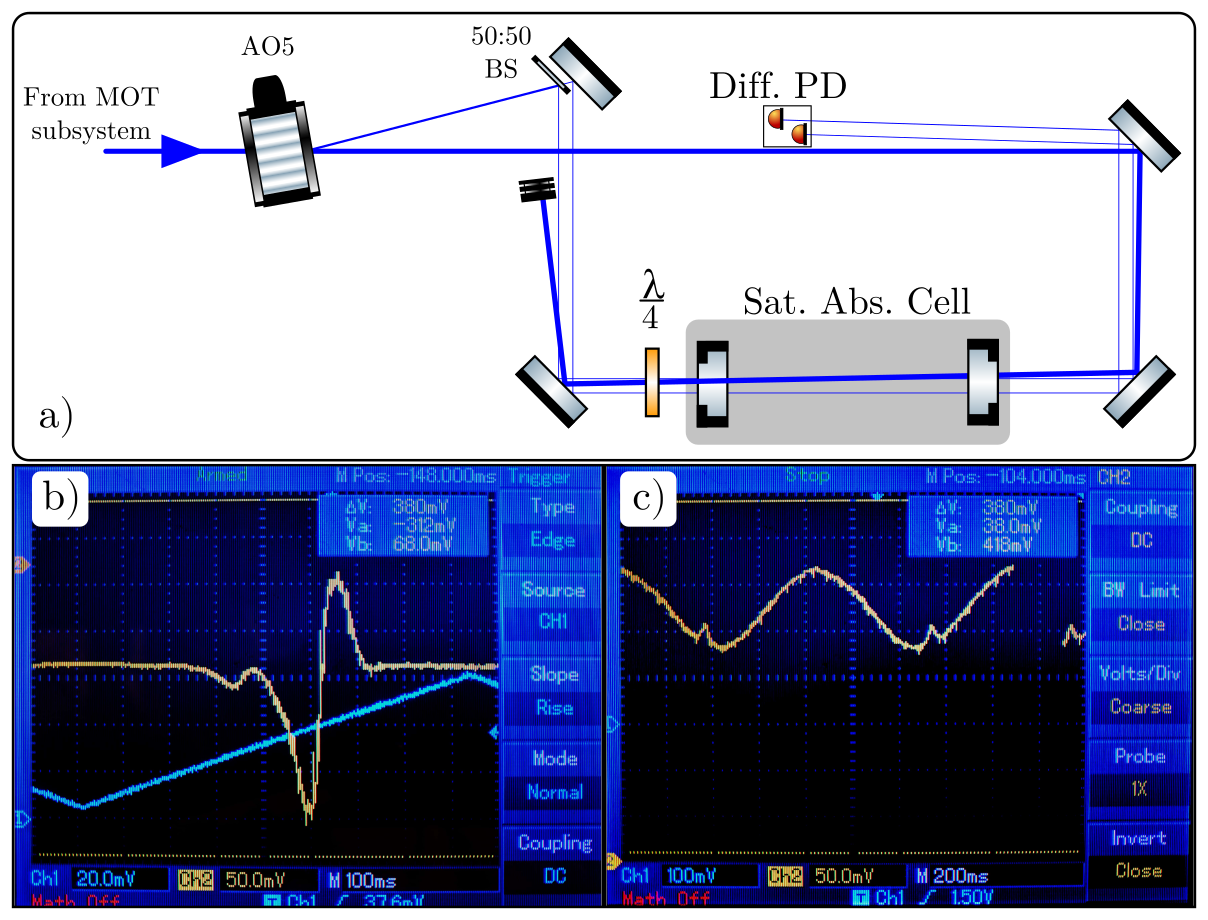 AO5
50:50
BS
From MOT
subsystem
Diff. PD
λ
4
Sat. Abs. Cell
a)
b)
Armed
M Pos: -148.000ms
Trigger
ΔV: 380mV
Va: -312mV
Vb: 68.0mV
Type
Edge
Source
CH1
Slope
Rise
Mode
Normal
Coupling
DC
Ch1 20.0mV Ch2 50.0mV M 100ms
Math Off T Ch1 / 37.6mV
c)
Stop
M Pos: -104.000ms
CH2
ΔV: 380mV
Va: 38.0mV
Vb: 418mV
Coupling
DC
BW Limit
Close
Volts/Div
Coarse
Probe
1X
Invert
Close
Ch1 100mV Ch2 50.0mV M 200ms
Math Off T Ch1 / 1.50V